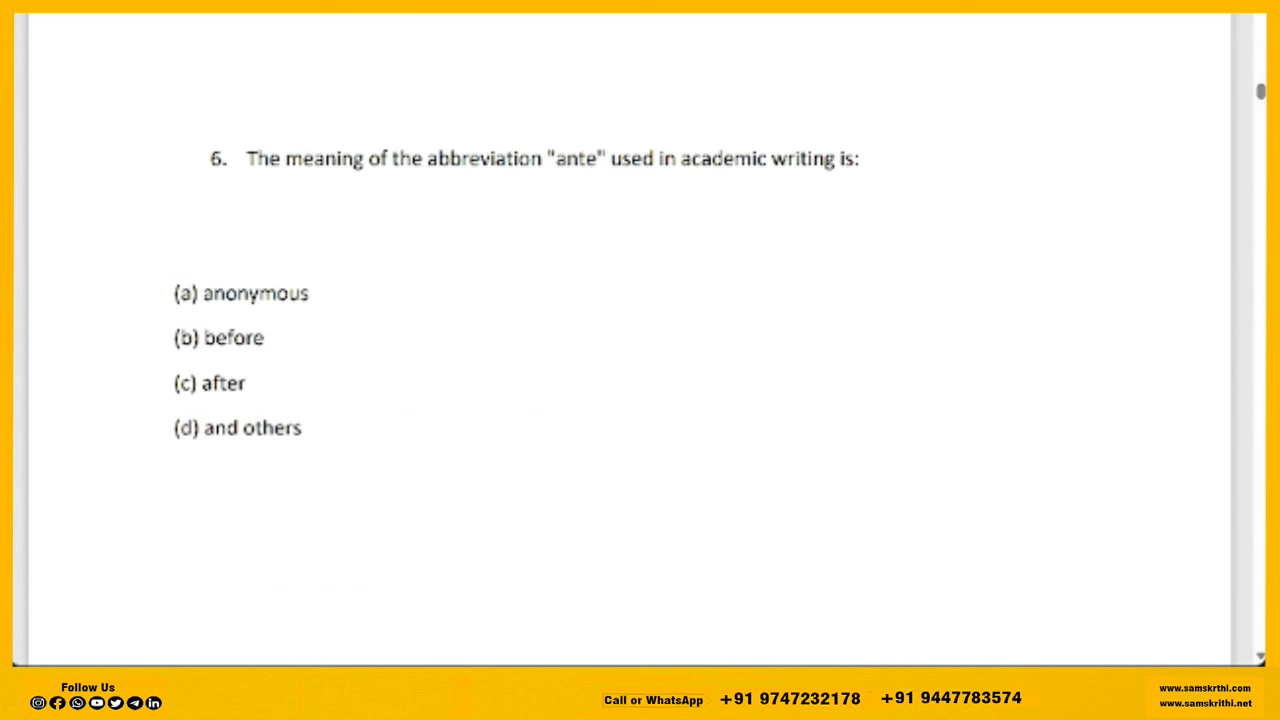 6. The meaning of the abbreviation "ante" used in academic writing is:
(a) anonymous
(b) before
(c) after
(d) and others
Follow Us
Call or WhatsApp +91 9747232178 +91 9447783574
www.samskrthi.com
www.samskrithi.net